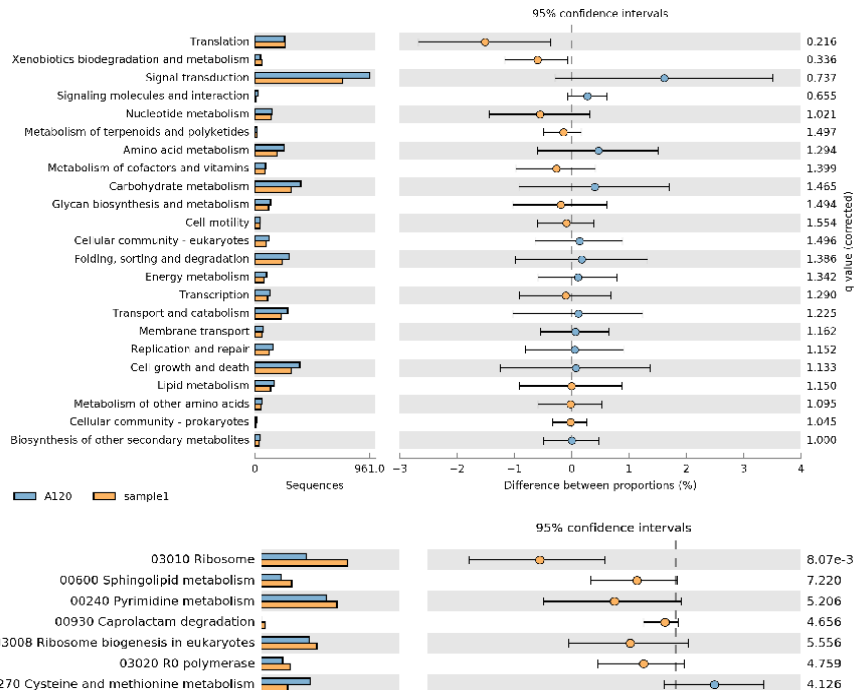 95% confidence intervals
Translation 0.216
Xenobiotics biodegradation and metabolism 0.336
Signal transduction 0.737
Signaling molecules and interaction 0.655
Nucleotide metabolism 1.021
Metabolism of terpenoids and polyketides 1.497
Amino acid metabolism 1.294
Metabolism of cofactors and vitamins 1.399
Carbohydrate metabolism 1.465
Glycan biosynthesis and metabolism 1.494
Cell motility 1.554
Cellular community - eukaryotes 1.496
Folding, sorting and degradation 1.386
Energy metabolism 1.342
Transcription 1.290
Transport and catabolism 1.225
Membrane transport 1.162
Replication and repair 1.152
Cell growth and death 1.133
Lipid metabolism 1.150
Metabolism of other amino acids 1.095
Cellular community - prokaryotes 1.045
Biosynthesis of other secondary metabolites 1.000
q value (corrected)
0 961.0 −3 −2 −1 0 1 2 3 4
Sequences Difference between proportions (%)
A120 sample1
95% confidence intervals
03010 Ribosome 8.07e-3
00600 Sphingolipid metabolism 7.220
00240 Pyrimidine metabolism 5.206
00930 Caprolactam degradation 4.656
3008 Ribosome biogenesis in eukaryotes 5.556
03020 R0 polymerase 4.759
270 Cysteine and methionine metabolism 4.126